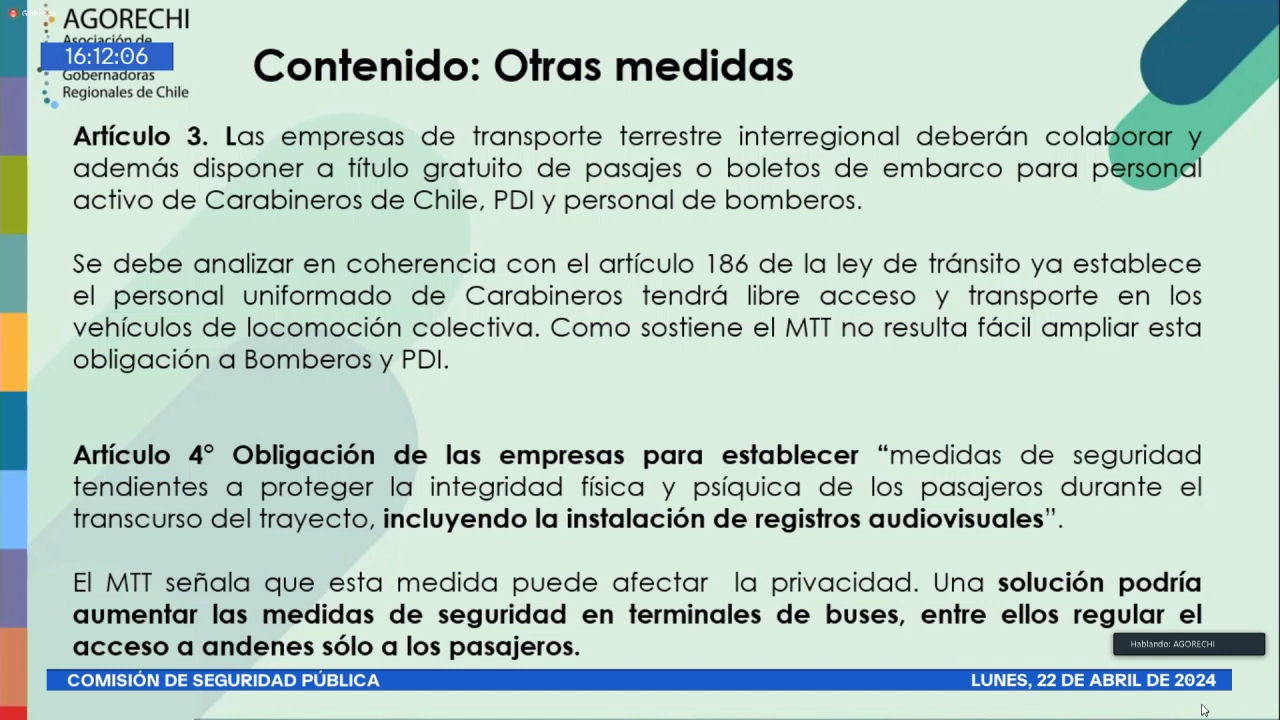 AGORECHI
Asociación de
16:12:06
Gobernadoras
Regionales de Chile
Contenido: Otras medidas
Artículo 3. Las empresas de transporte terrestre interregional deberán colaborar y
además disponer a título gratuito de pasajes o boletos de embarco para personal
activo de Carabineros de Chile, PDI y personal de bomberos.
Se debe analizar en coherencia con el artículo 186 de la ley de tránsito ya establece
el personal uniformado de Carabineros tendrá libre acceso y transporte en los
vehículos de locomoción colectiva. Como sostiene el MTT no resulta fácil ampliar esta
obligación a Bomberos y PDI.
Artículo 4° Obligación de las empresas para establecer “medidas de seguridad
tendientes a proteger la integridad física y psíquica de los pasajeros durante el
transcurso del trayecto, incluyendo la instalación de registros audiovisuales”.
El MTT señala que esta medida puede afectar la privacidad. Una solución podría
aumentar las medidas de seguridad en terminales de buses, entre ellos regular el
acceso a andenes sólo a los pasajeros.
Hablando: AGORECHI
COMISIÓN DE SEGURIDAD PÚBLICA
LUNES, 22 DE ABRIL DE 2024